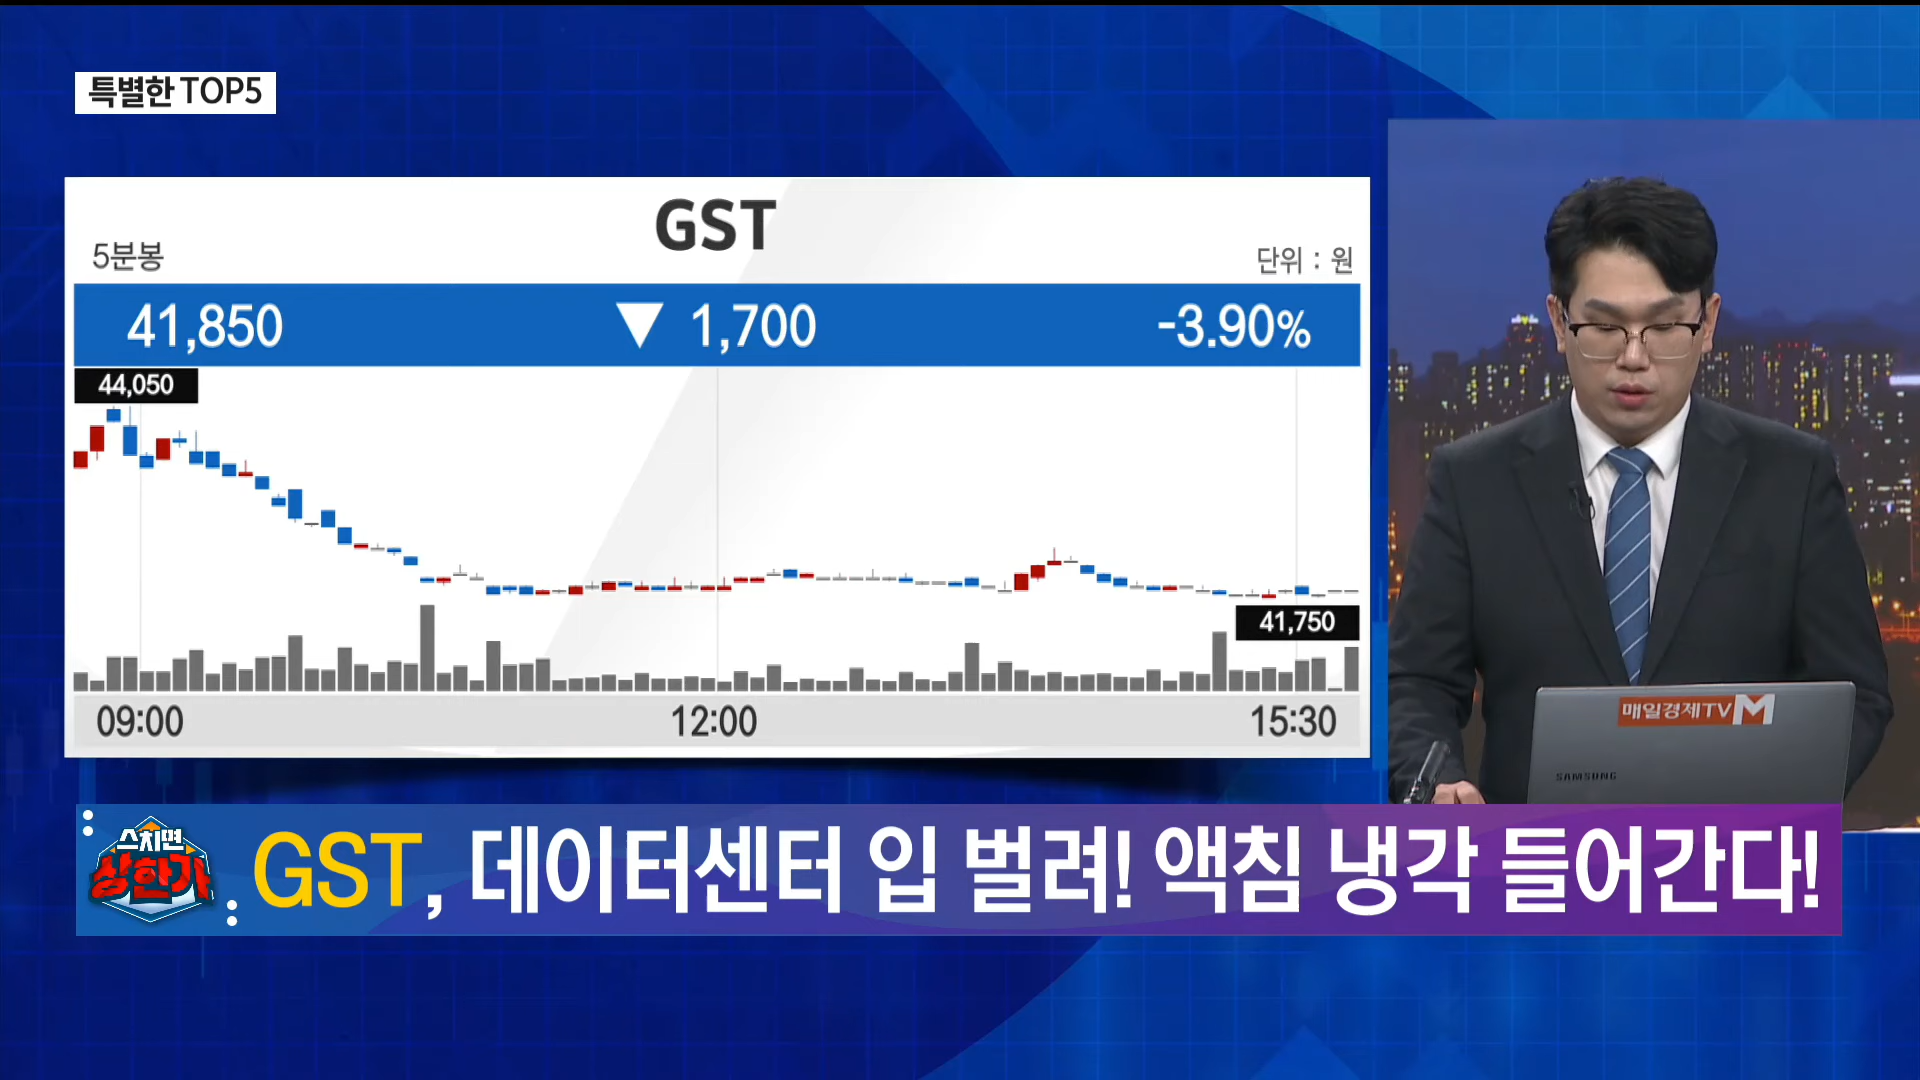 특별한 TOP5
GST
5분봉
단위 : 원
41,850 ▼ 1,700 -3.90%
44,050
41,750
09:00 12:00 15:30
매일경제TV M
SAMSUNG
스치면
상한가
GST, 데이터센터 입 벌려! 액침 냉각 들어간다!